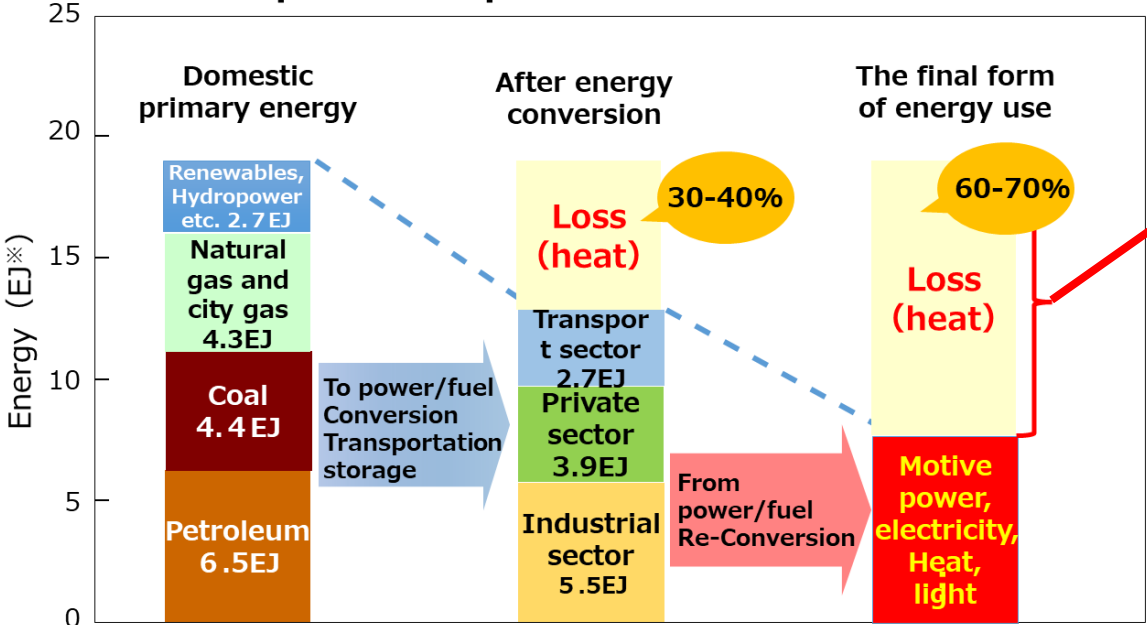 25
20
15
10
5
0
Energy (EJ※)
Domestic
primary energy
Renewables,
Hydropower
etc. 2.7EJ
Natural
gas and
city gas
4.3EJ
Coal
4.4EJ
Petroleum
6.5EJ
To power/fuel
Conversion
Transportation
storage
After energy
conversion
30-40%
Loss
(heat)
Transpor
t sector
2.7EJ
Private
sector
3.9EJ
Industrial
sector
5.5EJ
From
power/fuel
Re-Conversion
The final form
of energy use
60-70%
Loss
(heat)
Motive
power,
electricity,
Heat,
light